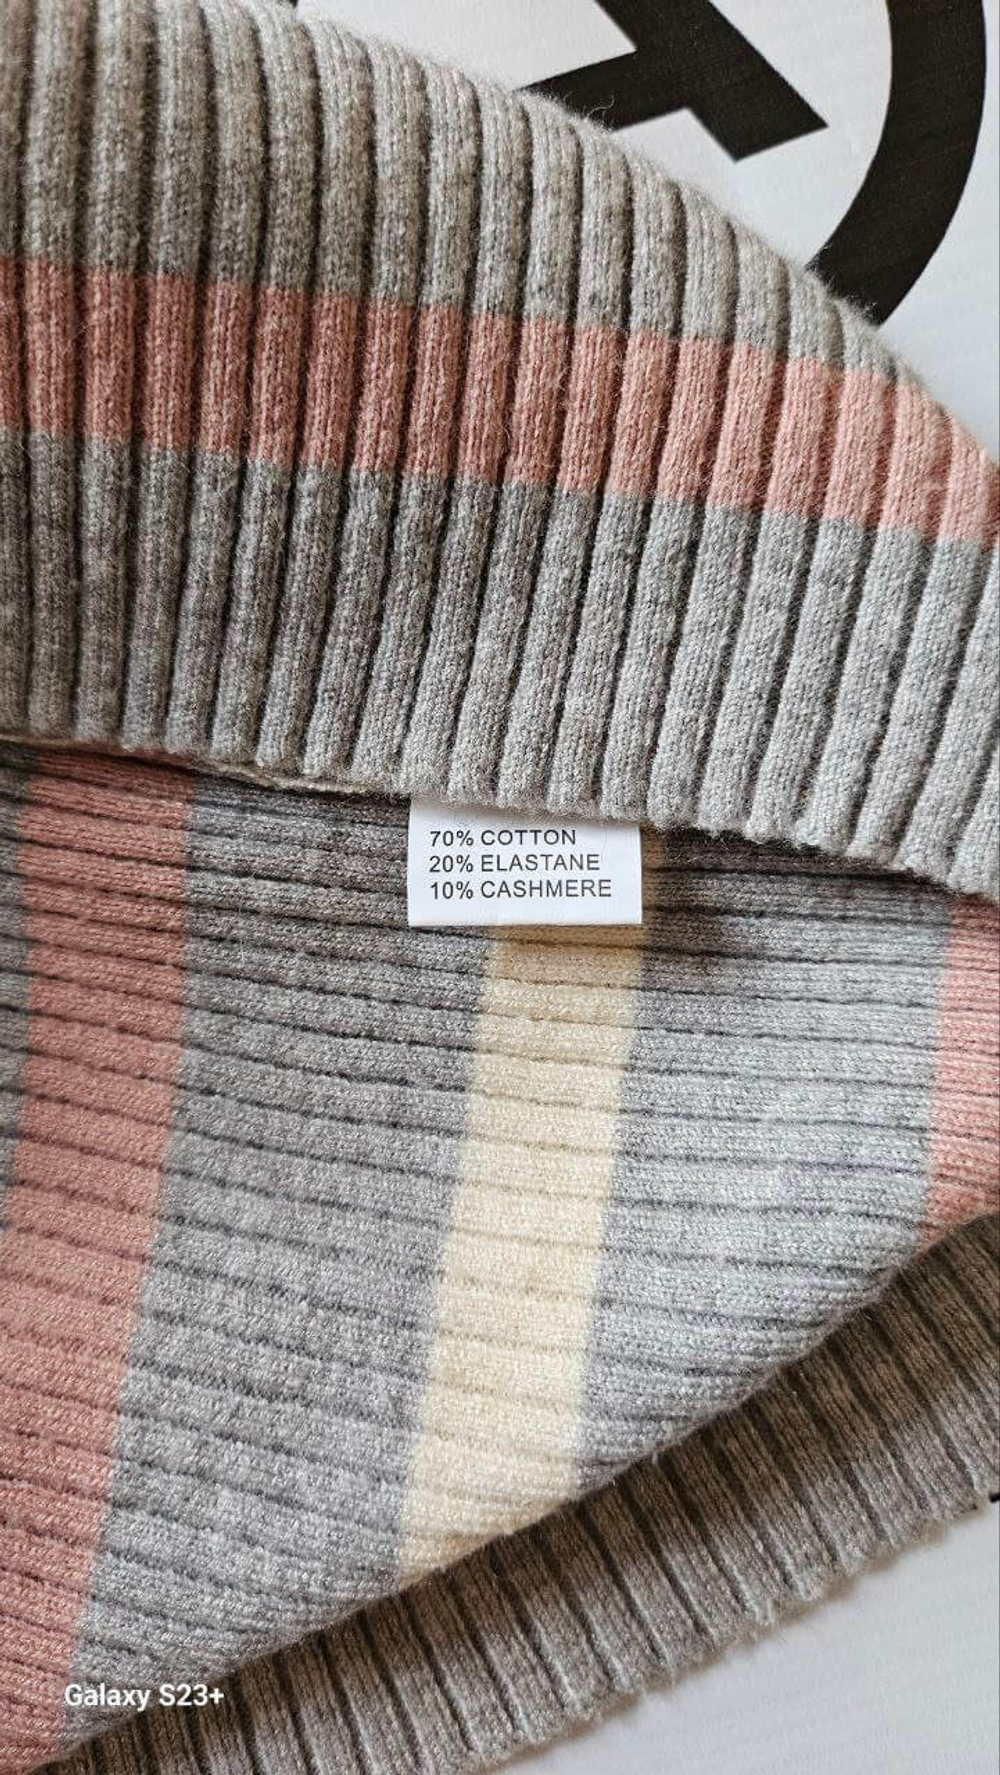 70% COTTON
20% ELASTANE
10% CASHMERE
Galaxy S23+